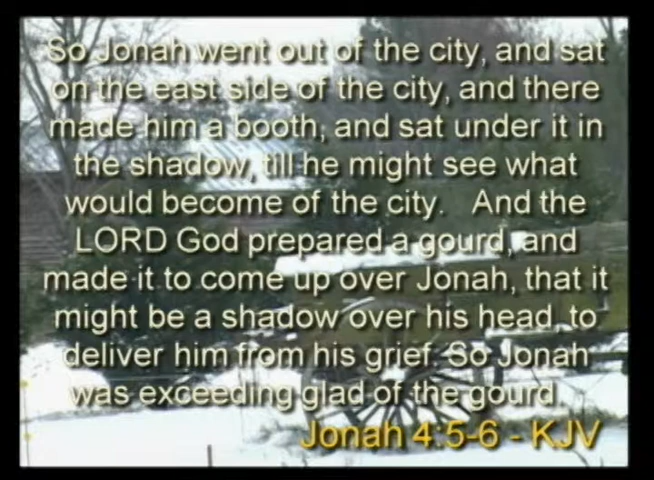 So Jonah went out of the city, and sat
on the east side of the city, and there
made him a booth, and sat under it in
the shadow, till he might see what
would become of the city. And the
LORD God prepared a gourd, and
made it to come up over Jonah, that it
might be a shadow over his head, to
deliver him from his grief. So Jonah
was exceeding glad of the gourd.
Jonah 4:5-6 - KJV